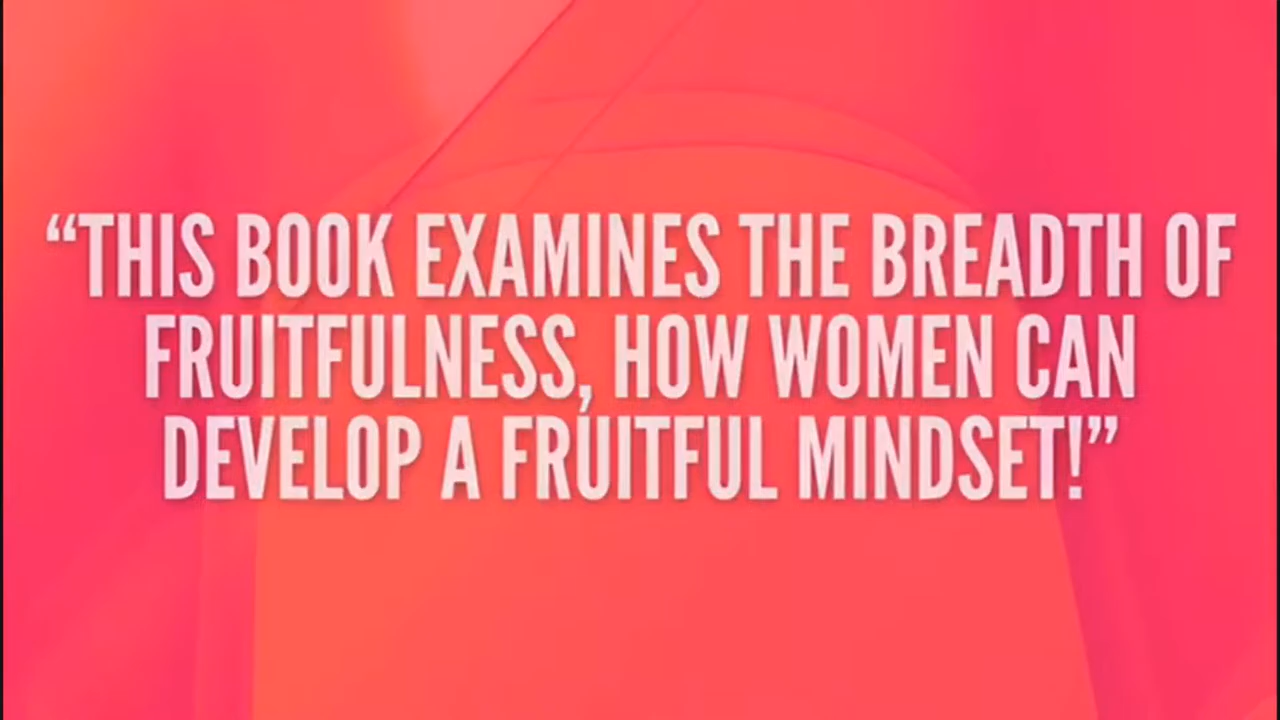 “THIS BOOK EXAMINES THE BREADTH OF
FRUITFULNESS, HOW WOMEN CAN
DEVELOP A FRUITFUL MINDSET!”